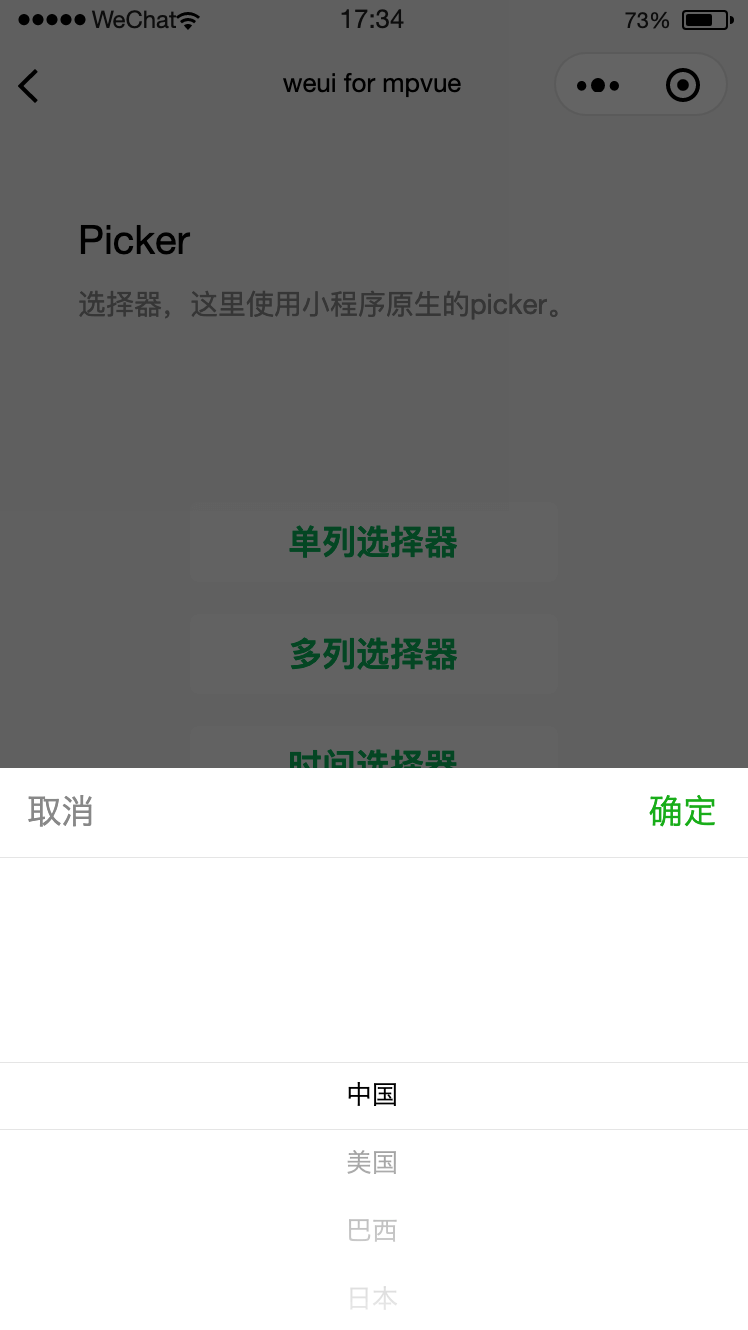 WeChat 17:34 73%
weui for mpvue
Picker
选择器，这里使用小程序原生的picker。
单列选择器
多列选择器
时间选择器
取消 确定
中国
美国
巴西
日本